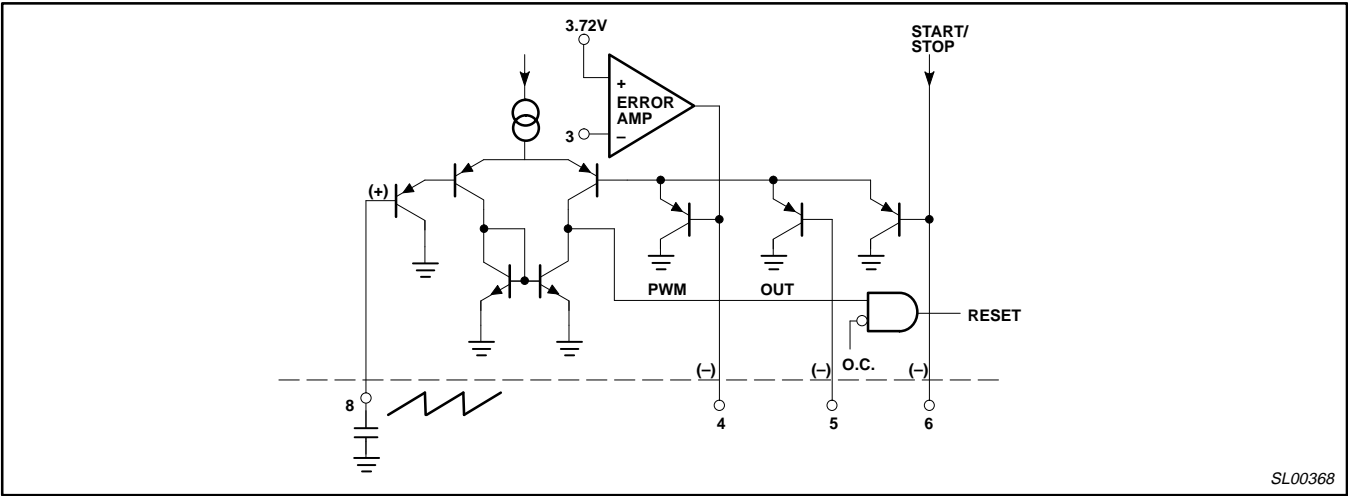 3.72V
START/
STOP
+
ERROR
AMP
3
–
(+)
PWM
OUT
RESET
O.C.
(–)
(–)
(–)
8
4
5
6
SL00368